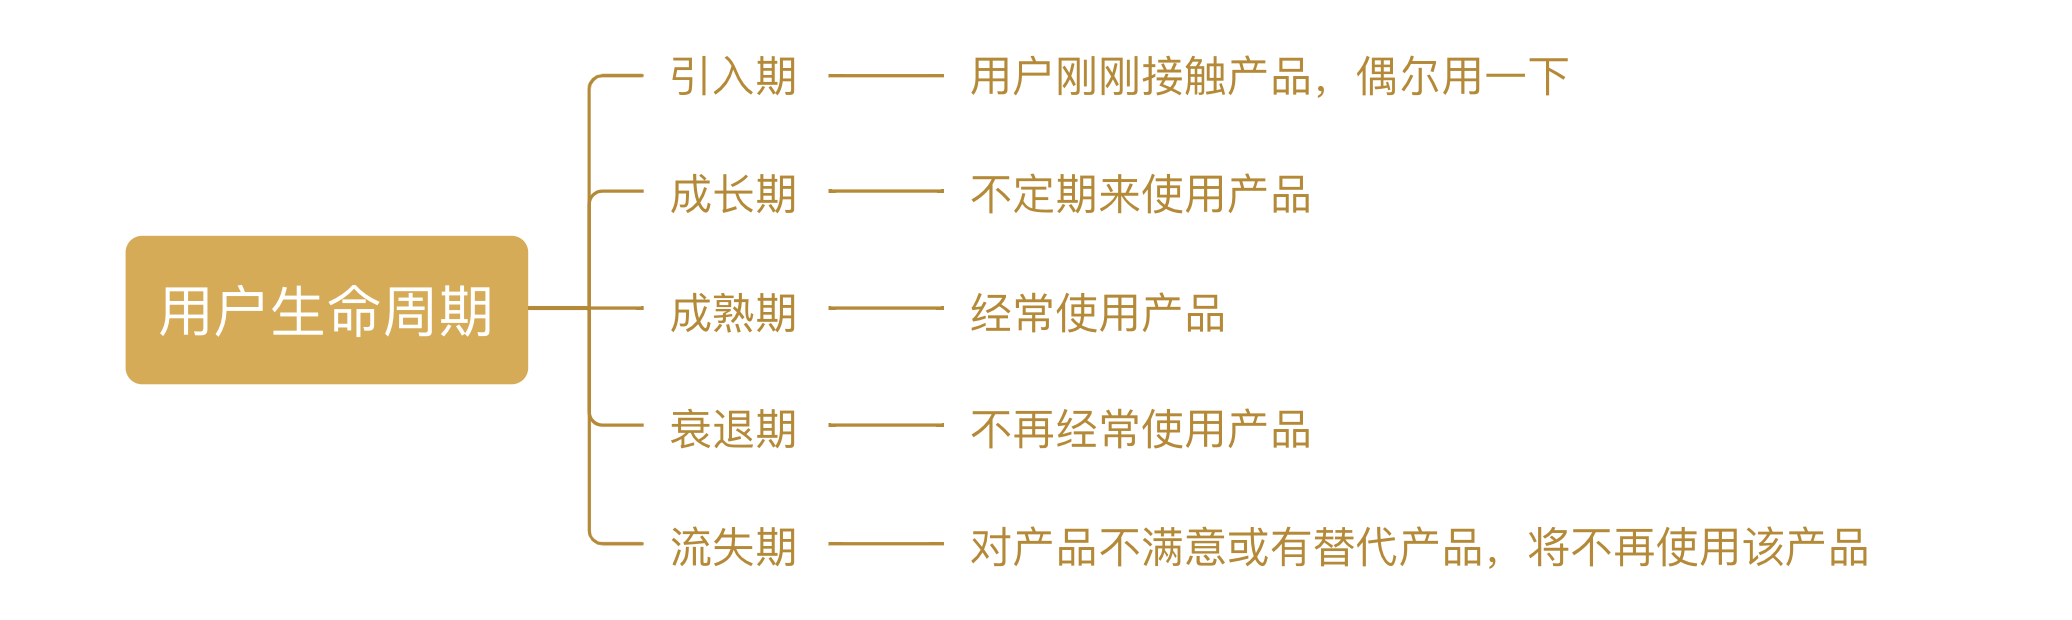 用户生命周期
引入期
用户刚刚接触产品，偶尔用一下
成长期
不定期来使用产品
成熟期
经常使用产品
衰退期
不再经常使用产品
流失期
对产品不满意或有替代产品，将不再使用该产品